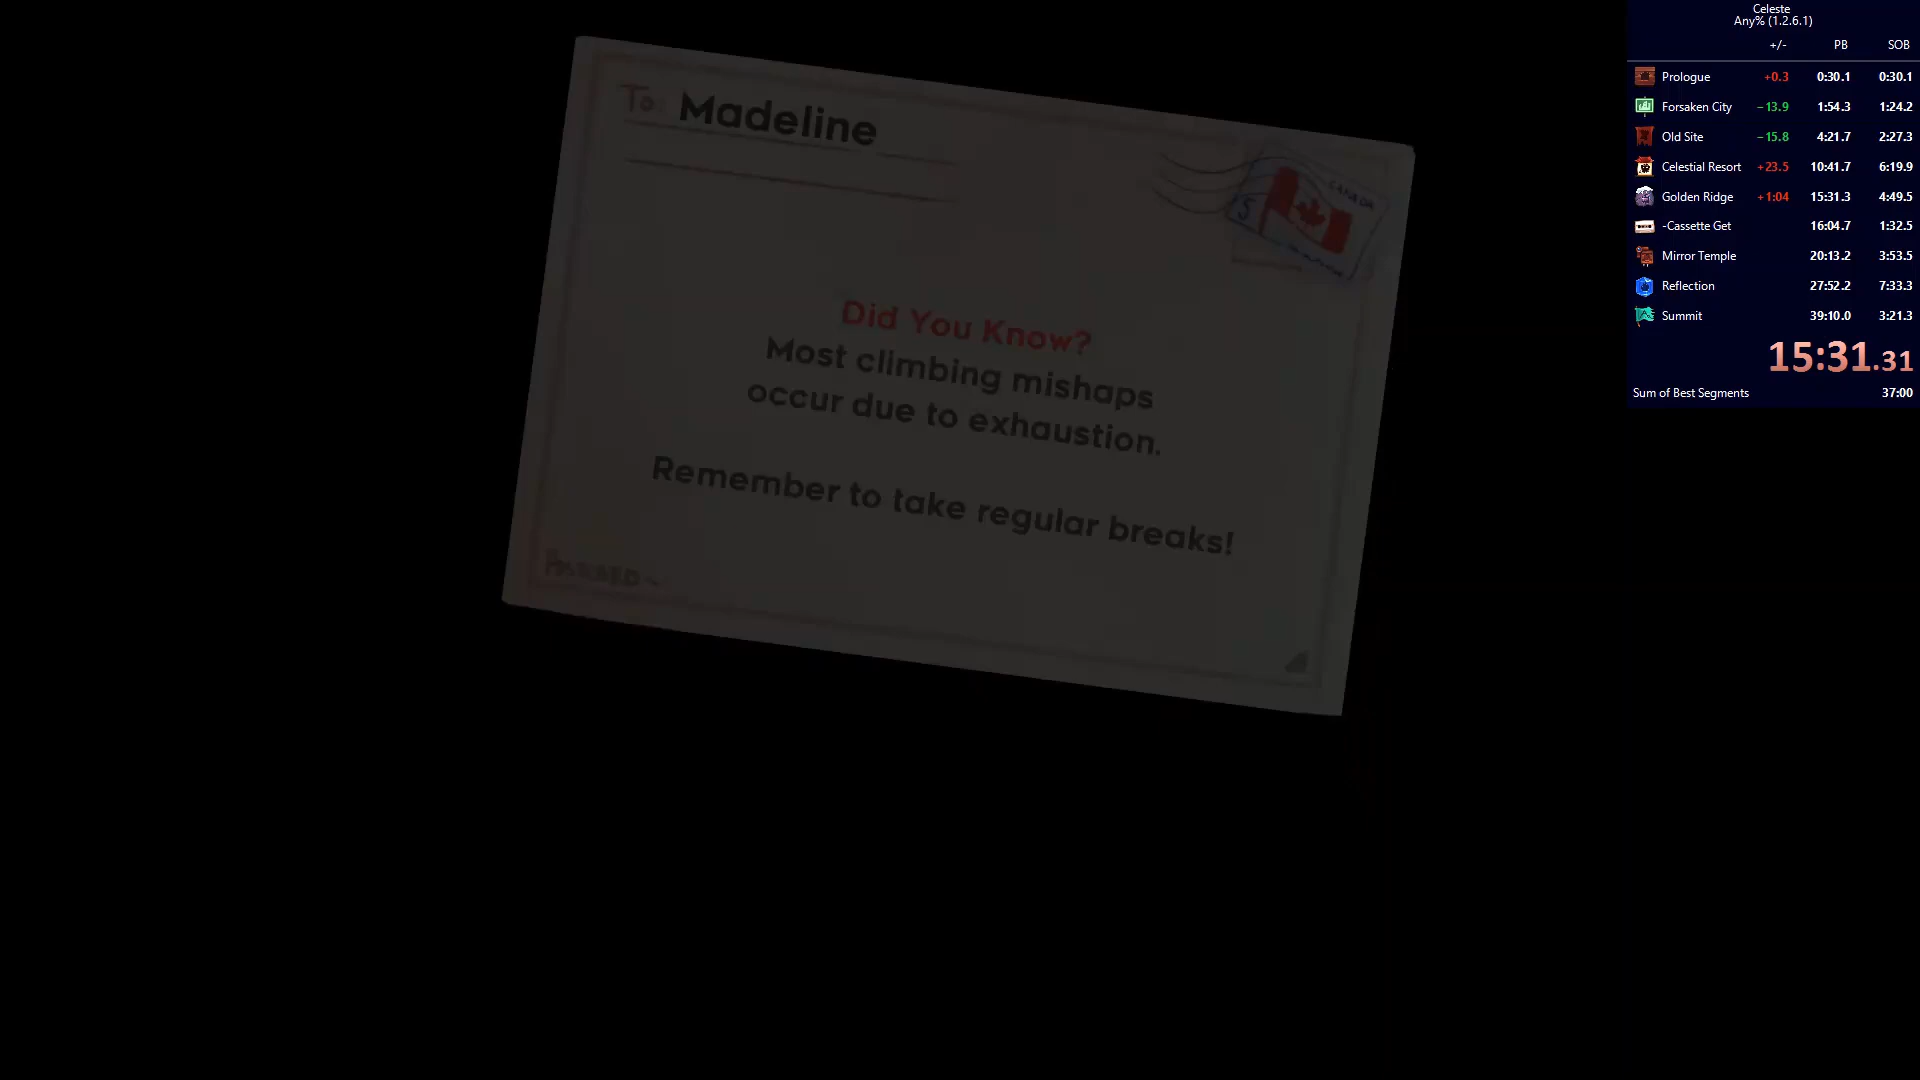 To: Madeline
CANADA
5
Did You Know?
Most climbing mishaps
occur due to exhaustion.
Remember to take regular breaks!
Celeste
Any% (1.2.6.1)
+/- PB SOB
Prologue +0.3 0:30.1 0:30.1
Forsaken City −13.9 1:54.3 1:24.2
Old Site −15.8 4:21.7 2:27.3
Celestial Resort +23.5 10:41.7 6:19.9
Golden Ridge +1:04 15:31.3 4:49.5
-Cassette Get 16:04.7 1:32.5
Mirror Temple 20:13.2 3:53.5
Reflection 27:52.2 7:33.3
Summit 39:10.0 3:21.3
15:31.31
Sum of Best Segments 37:00